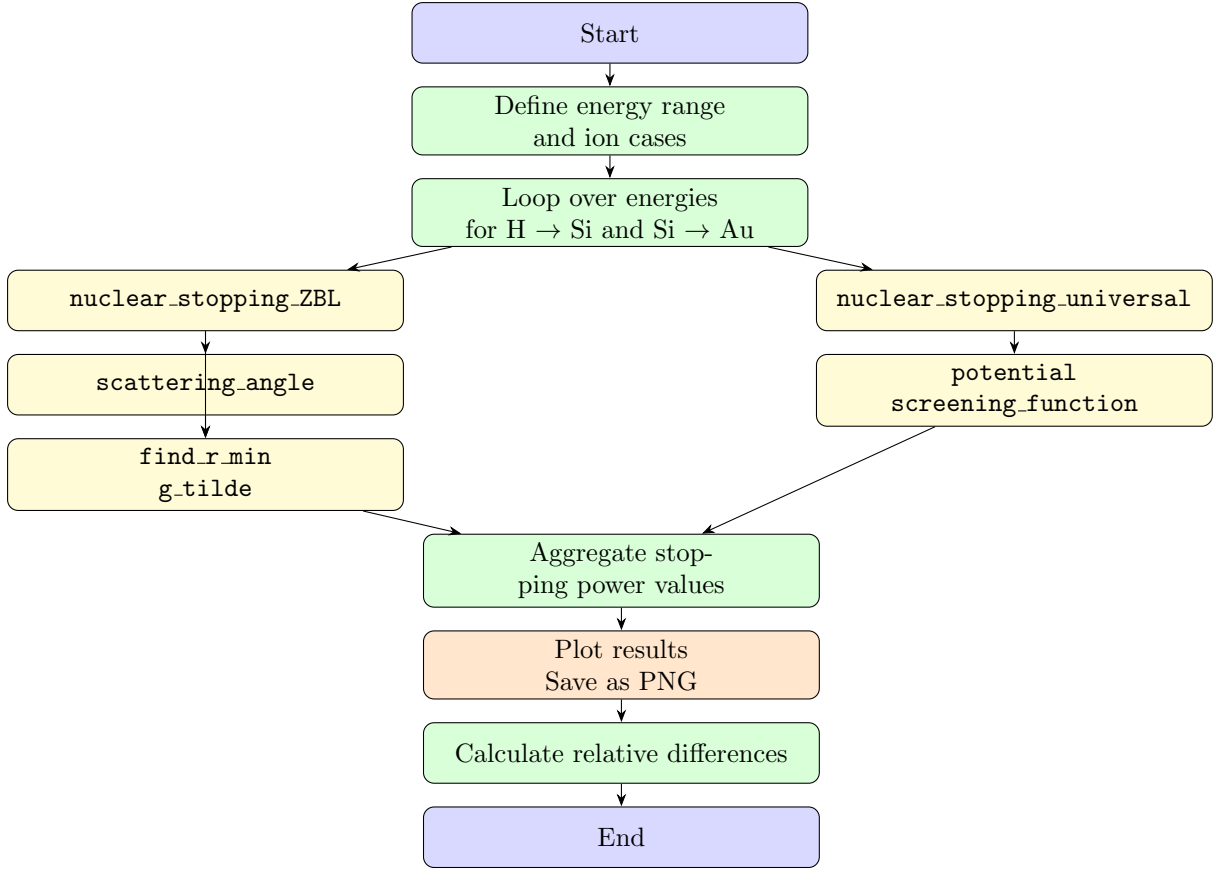 Start
Define energy range
and ion cases
Loop over energies
for H → Si and Si → Au
nuclear_stopping_ZBL
nuclear_stopping_universal
scattering_angle
potential
screening_function
find_r_min
g_tilde
Aggregate stop-
ping power values
Plot results
Save as PNG
Calculate relative differences
End